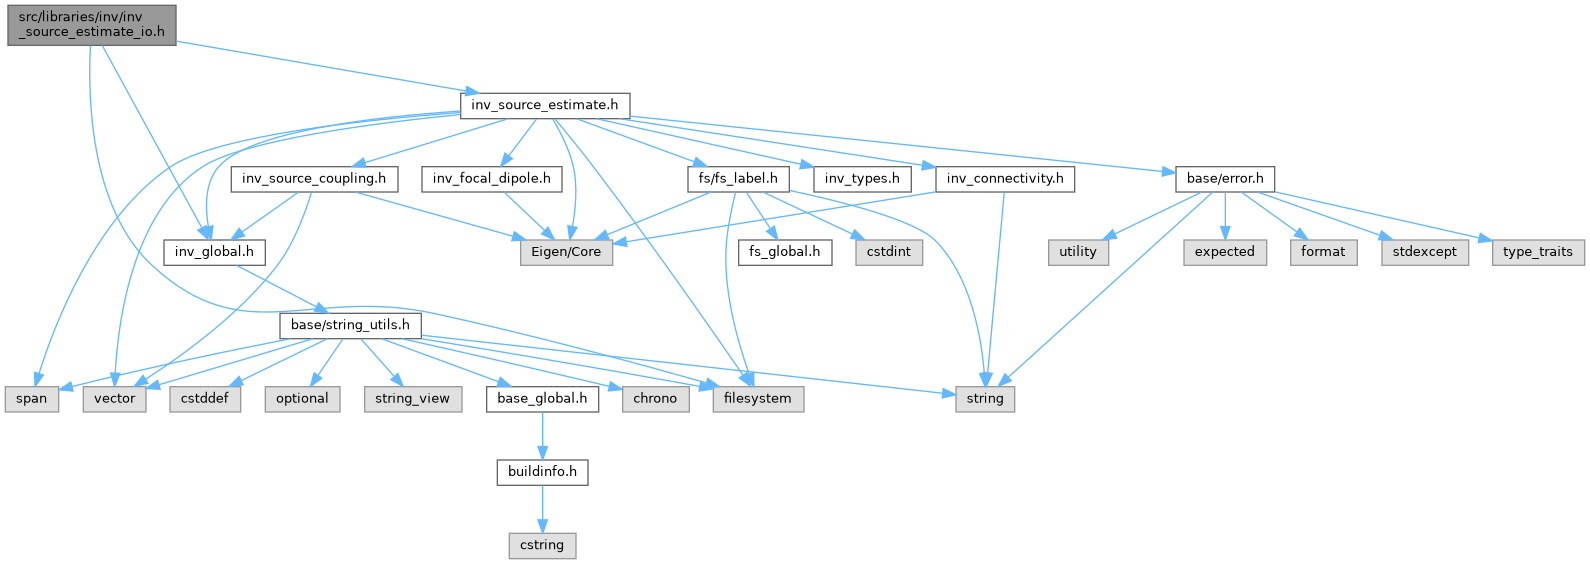 src/libraries/inv/inv
_source_estimate_io.h
inv_source_estimate.h
inv_source_coupling.h
inv_focal_dipole.h
fs/fs_label.h
inv_types.h
inv_connectivity.h
base/error.h
inv_global.h
Eigen/Core
fs_global.h
cstdint
utility
expected
format
stdexcept
type_traits
base/string_utils.h
span
vector
cstddef
optional
string_view
base_global.h
chrono
filesystem
string
buildinfo.h
cstring